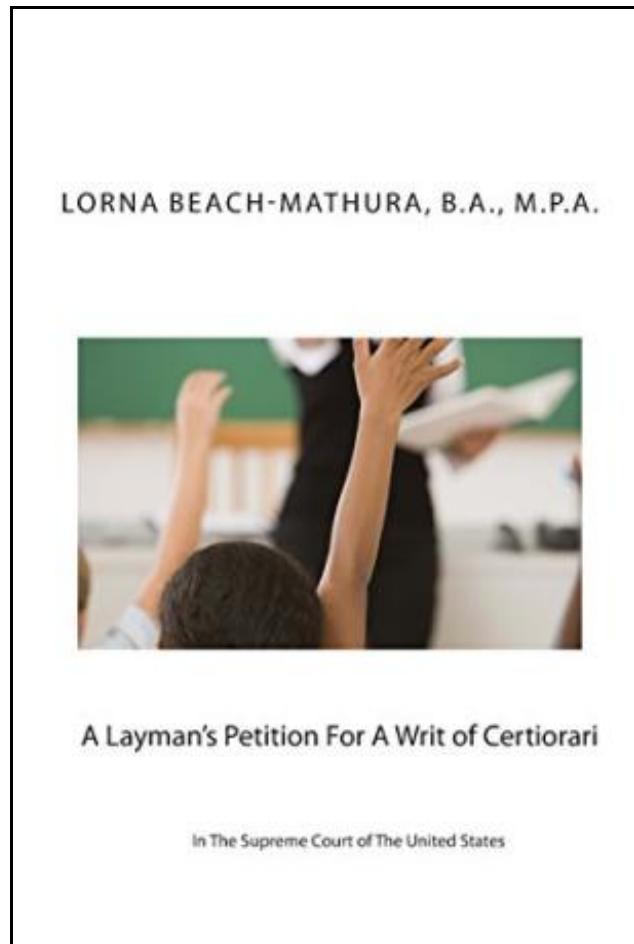 LORNA BEACH-MATHURA, B.A., M.P.A.
A Layman's Petition For A Writ of Certiorari
In The Supreme Court of The United States